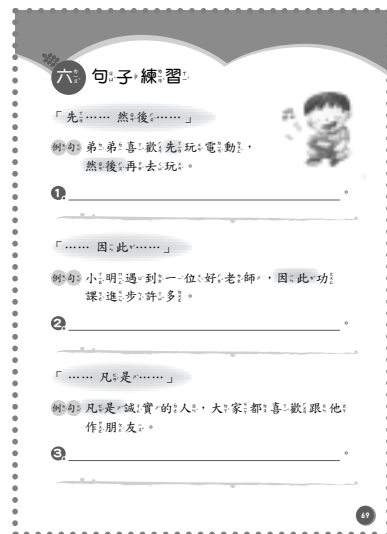 六 句子練習
「先…… 然後……」
例句 弟弟喜歡先玩電動，
然後再去玩。
1. 。
「…… 因此……」
例句 小明遇到一位好老師，因此功
課進步許多。
2. 。
「…… 凡是……」
例句 凡是誠實的人，大家都喜歡跟他
作朋友。
3. 。
69